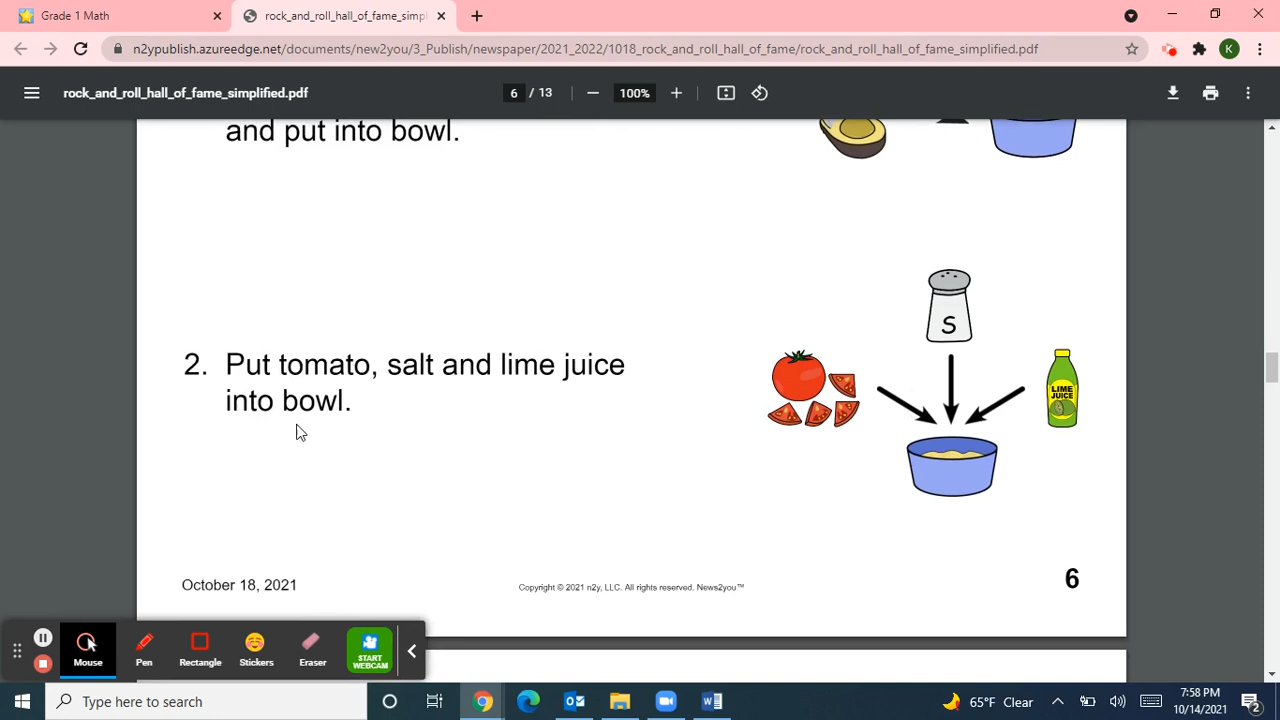 Grade 1 Math
rock_and_roll_hall_of_fame_simpl
n2ypublish.azureedge.net/documents/new2you/3_Publish/newspaper/2021_2022/1018_rock_and_roll_hall_of_fame/rock_and_roll_hall_of_fame_simplified.pdf
K
rock_and_roll_hall_of_fame_simplified.pdf
6 / 13
100%
and put into bowl.
S
2. Put tomato, salt and lime juice
into bowl.
LIME
JUICE
October 18, 2021
Copyright © 2021 n2y, LLC. All rights reserved. News2you™
6
Mouse
Pen
Rectangle
Stickers
Eraser
START
WEBCAM
Type here to search
65°F Clear
7:58 PM
10/14/2021
2